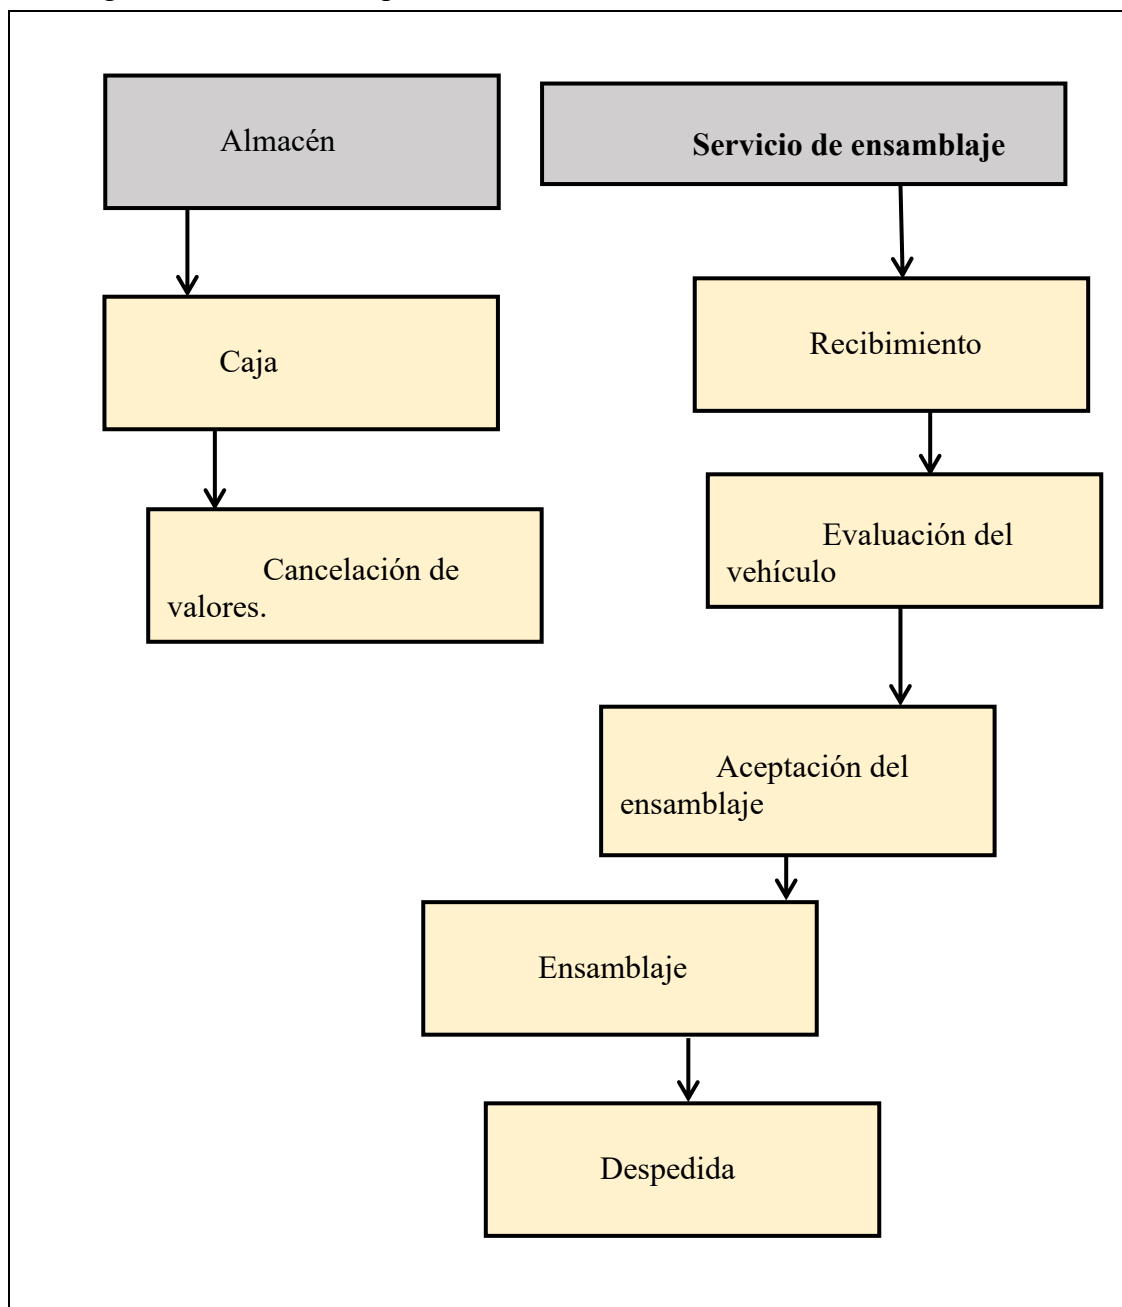 Almacén
Caja
Cancelación de
valores.
Servicio de ensamblaje
Recibimiento
Evaluación del
vehículo
Aceptación del
ensamblaje
Ensamblaje
Despedida